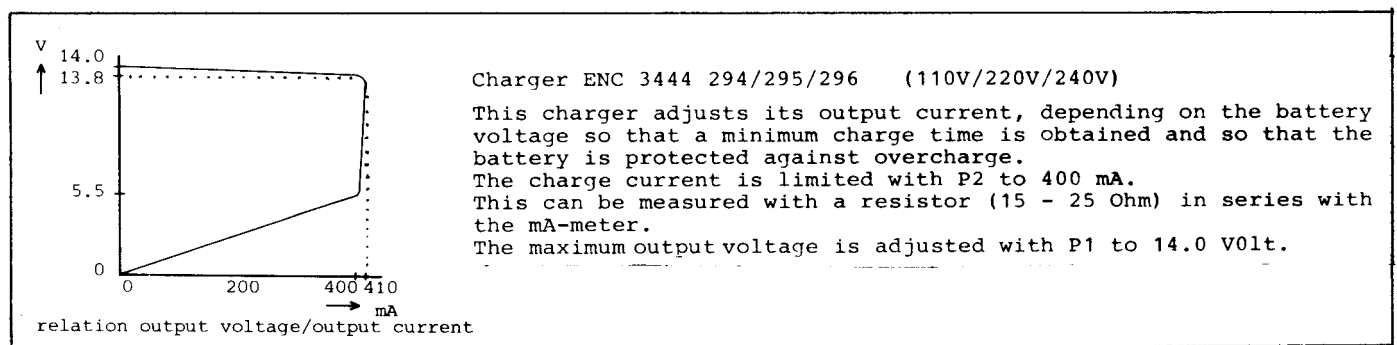 V
14.0
13.8
5.5
0
0 200 400 410
mA
relation output voltage/output current
Charger ENC 3444 294/295/296 (110V/220V/240V)
This charger adjusts its output current, depending on the battery
voltage so that a minimum charge time is obtained and so that the
battery is protected against overcharge.
The charge current is limited with P2 to 400 mA.
This can be measured with a resistor (15 - 25 Ohm) in series with
the mA-meter.
The maximum output voltage is adjusted with P1 to 14.0 V0lt.